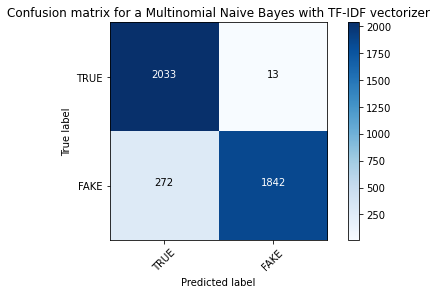 Confusion matrix for a Multinomial Naive Bayes with TF-IDF vectorizer
True label
TRUE
2033 13
FAKE
272 1842
TRUE FAKE
Predicted label
2000
1750
1500
1250
1000
750
500
250